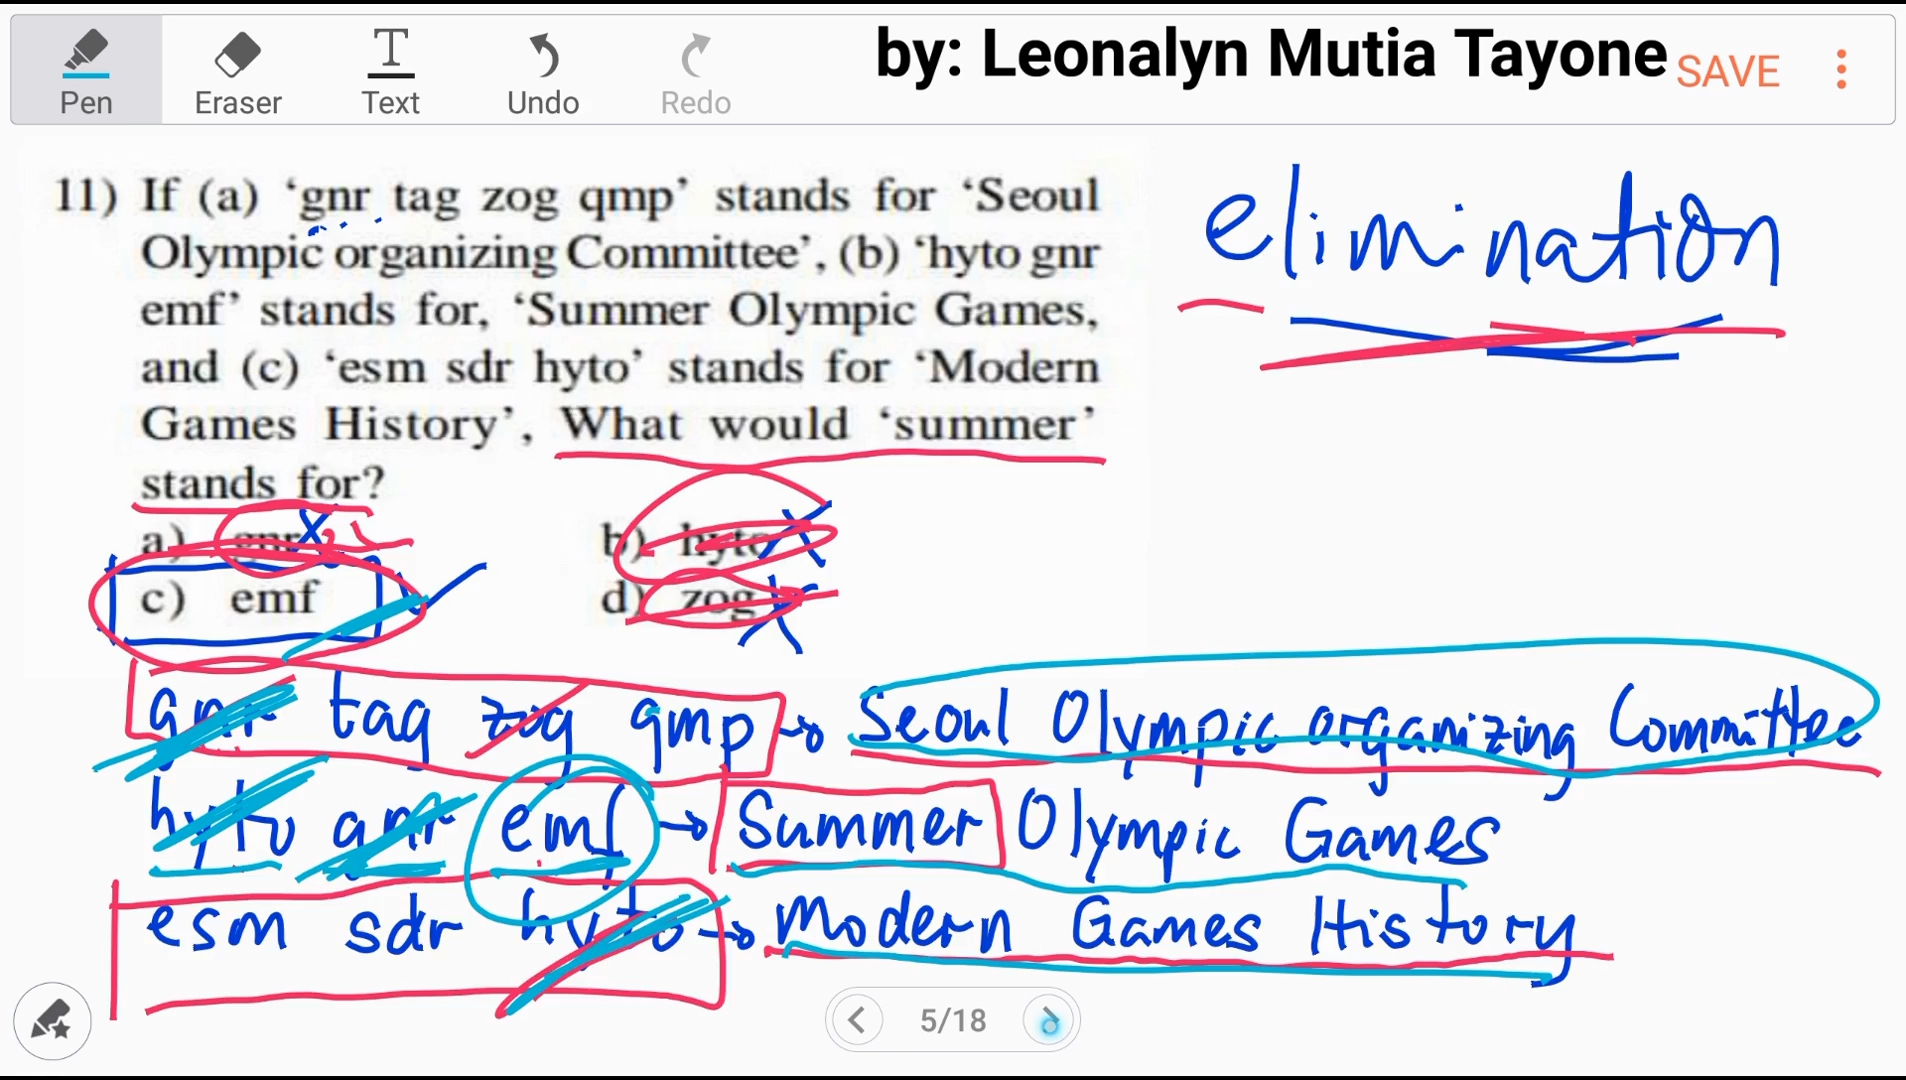 by: Leonalyn Mutia Tayone
Pen Eraser Text Undo Redo SAVE
11) If (a) ‘gnr tag zog qmp’ stands for ‘Seoul
Olympic organizing Committee’, (b) ‘hyto gnr
emf’ stands for, ‘Summer Olympic Games,
and (c) ‘esm sdr hyto’ stands for ‘Modern
Games History’, What would ‘summer’
stands for?
elimination
a) gnr b) hyto
c) emf d) zog
gnr tag zog qmp → Seoul Olympic organizing Committee
hyto gnr emf → Summer Olympic Games
esm sdr hyto → Modern Games History
5/18